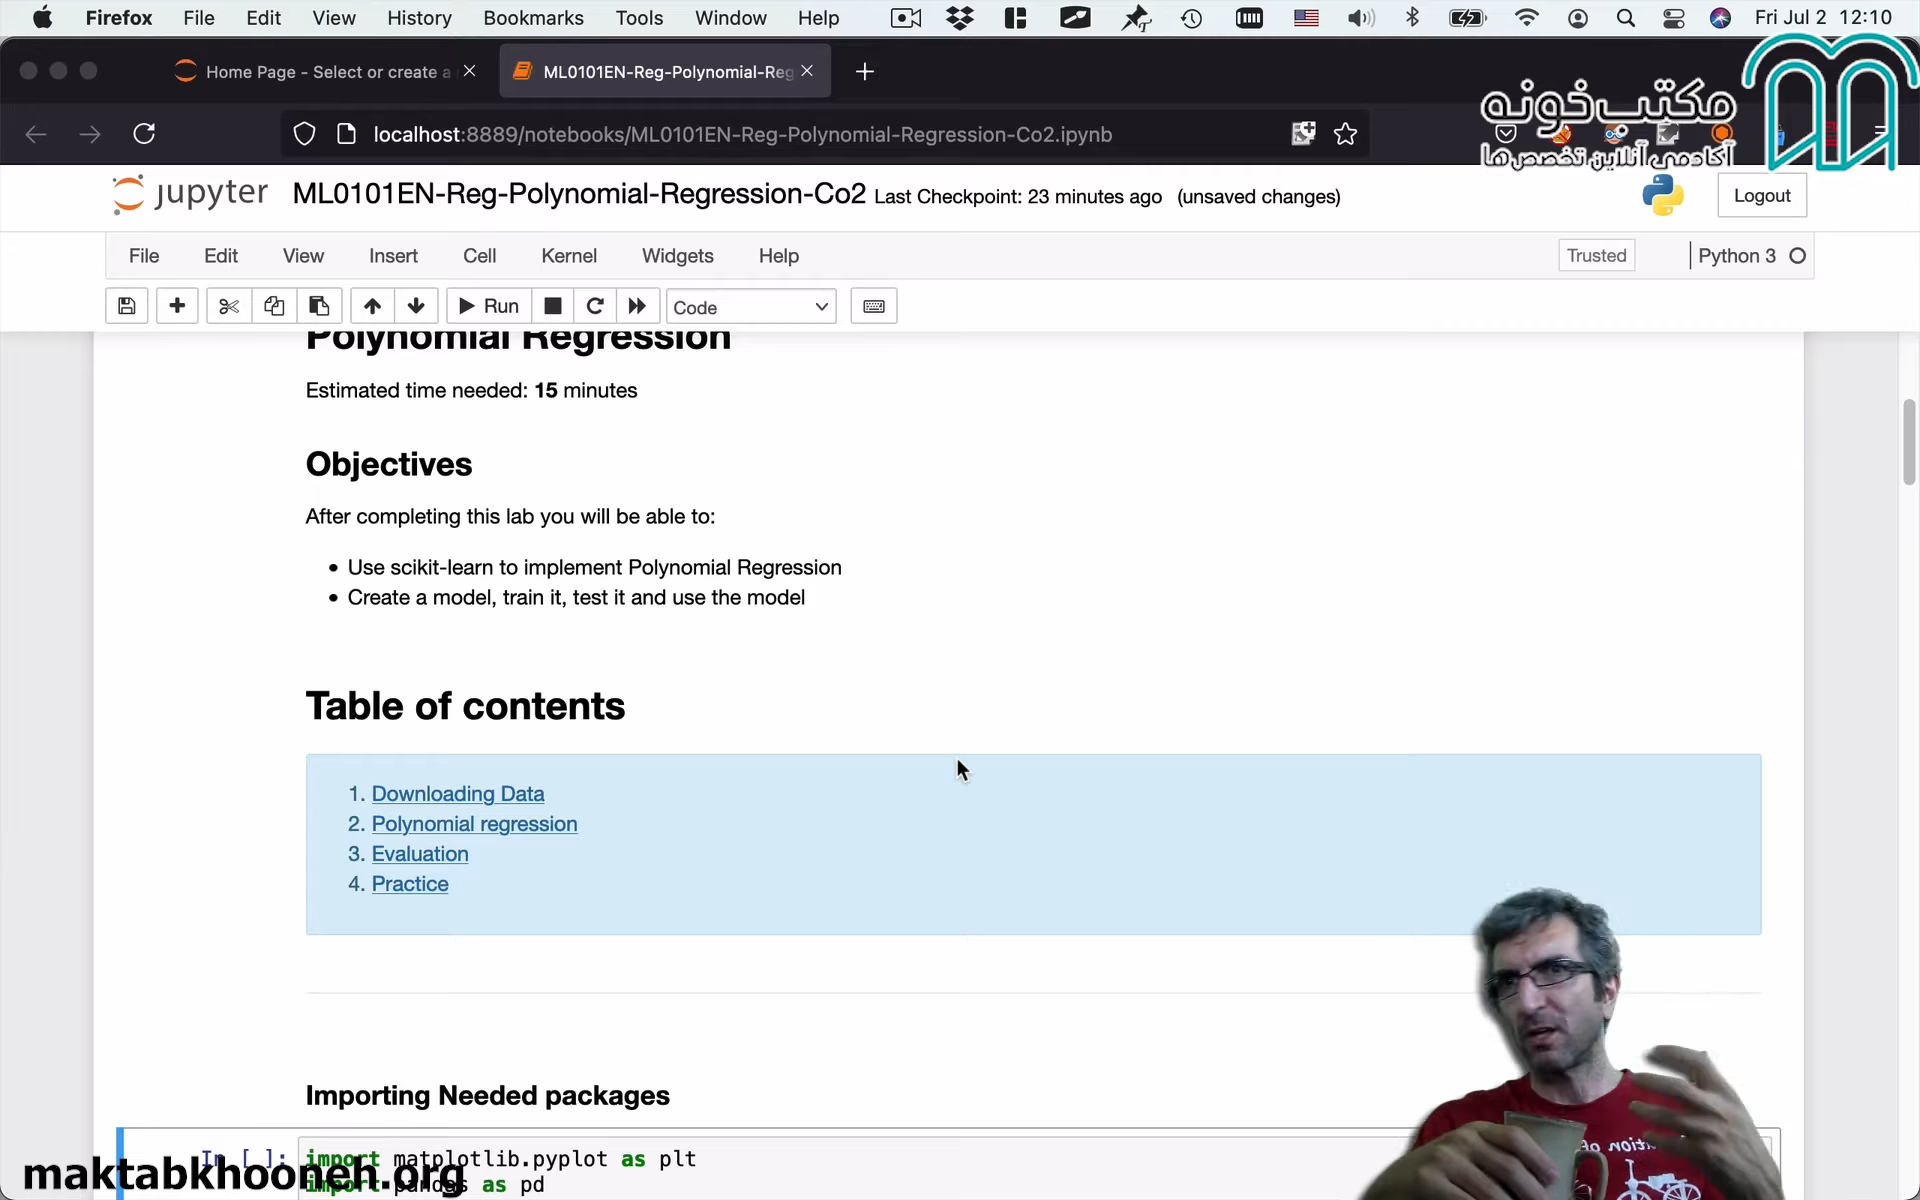 Firefox File Edit View History Bookmarks Tools Window Help Fri Jul 2 12:10
Home Page - Select or create a
ML0101EN-Reg-Polynomial-Reg
مکتب‌خونه
آکادمی آنلاین تخصص‌ها
localhost:8889/notebooks/ML0101EN-Reg-Polynomial-Regression-Co2.ipynb
jupyter ML0101EN-Reg-Polynomial-Regression-Co2 Last Checkpoint: 23 minutes ago (unsaved changes)
Logout
File Edit View Insert Cell Kernel Widgets Help Trusted Python 3
Run Code
Polynomial Regression
Estimated time needed: 15 minutes
Objectives
After completing this lab you will be able to:
• Use scikit-learn to implement Polynomial Regression
• Create a model, train it, test it and use the model
Table of contents
1. Downloading Data
2. Polynomial regression
3. Evaluation
4. Practice
Importing Needed packages
In [ ]: import matplotlib.pyplot as plt
import pandas as pd
maktabkhooneh.org